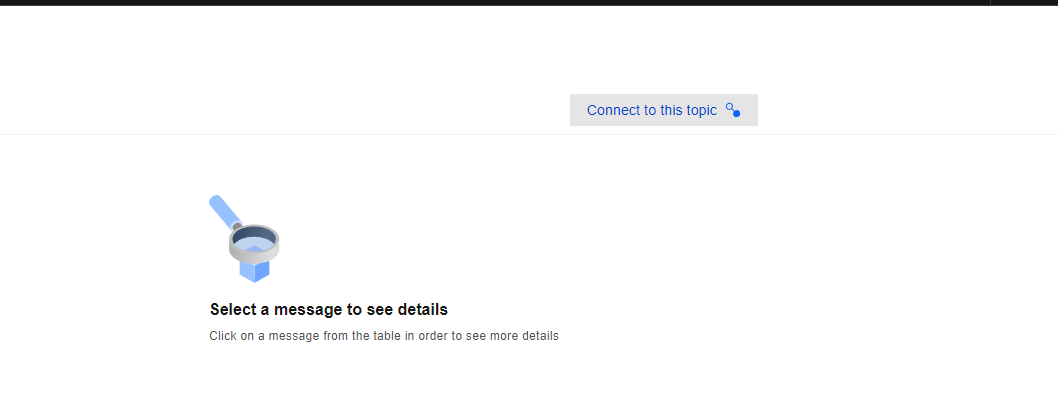 Connect to this topic
Select a message to see details
Click on a message from the table in order to see more details